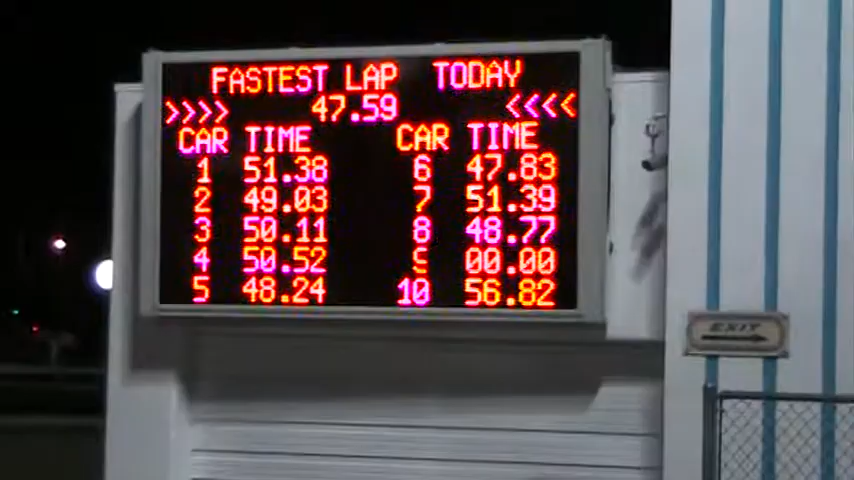 FASTEST LAP TODAY
>>>> 47.59 <<<<
CAR TIME CAR TIME
1 51.38 6 47.83
2 49.03 7 51.39
3 50.11 8 48.77
4 50.52 00.00
5 48.24 10 56.82
EXIT